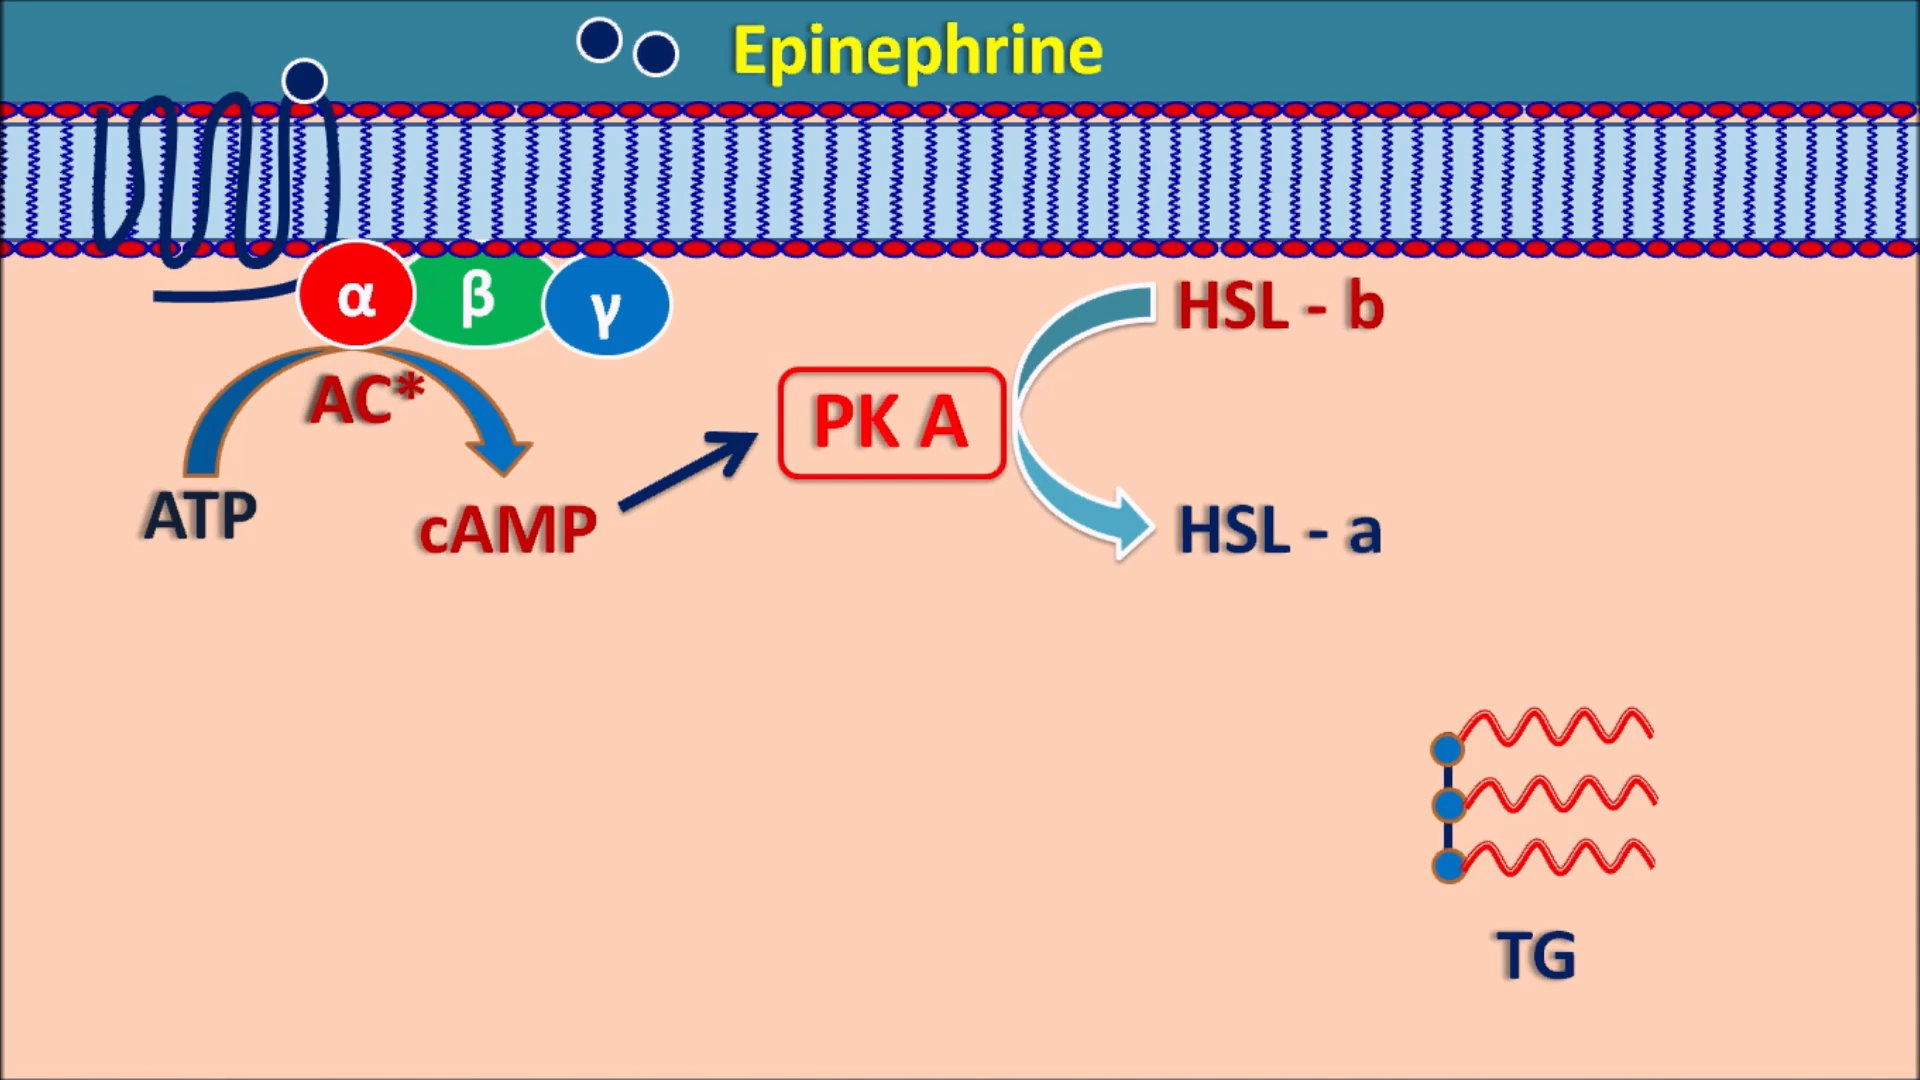 Epinephrine
α
β
γ
HSL - b
AC*
PK A
ATP
cAMP
HSL - a
TG